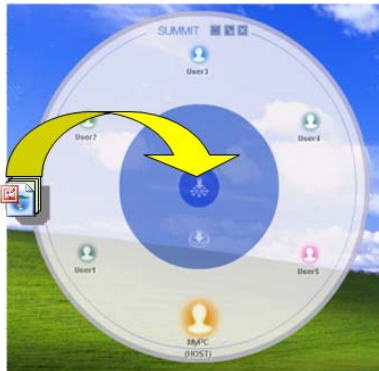 SUMMIT
User3
User2
User4
User1
User5
MyPC
(HOST)